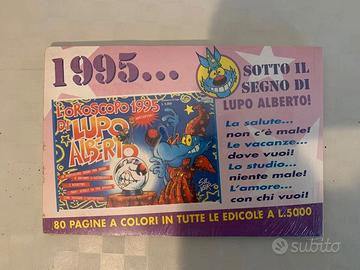 1995...
SOTTO IL
SEGNO DI
LUPO ALBERTO!
L'OROSCOPO 1995
DI LUPO
ALBERTO
La salute...
non c'è male!
Le vacanze...
dove vuoi!
Lo studio...
niente male!
L'amore...
con chi vuoi!
80 PAGINE A COLORI IN TUTTE LE EDICOLE A L.5000
subito